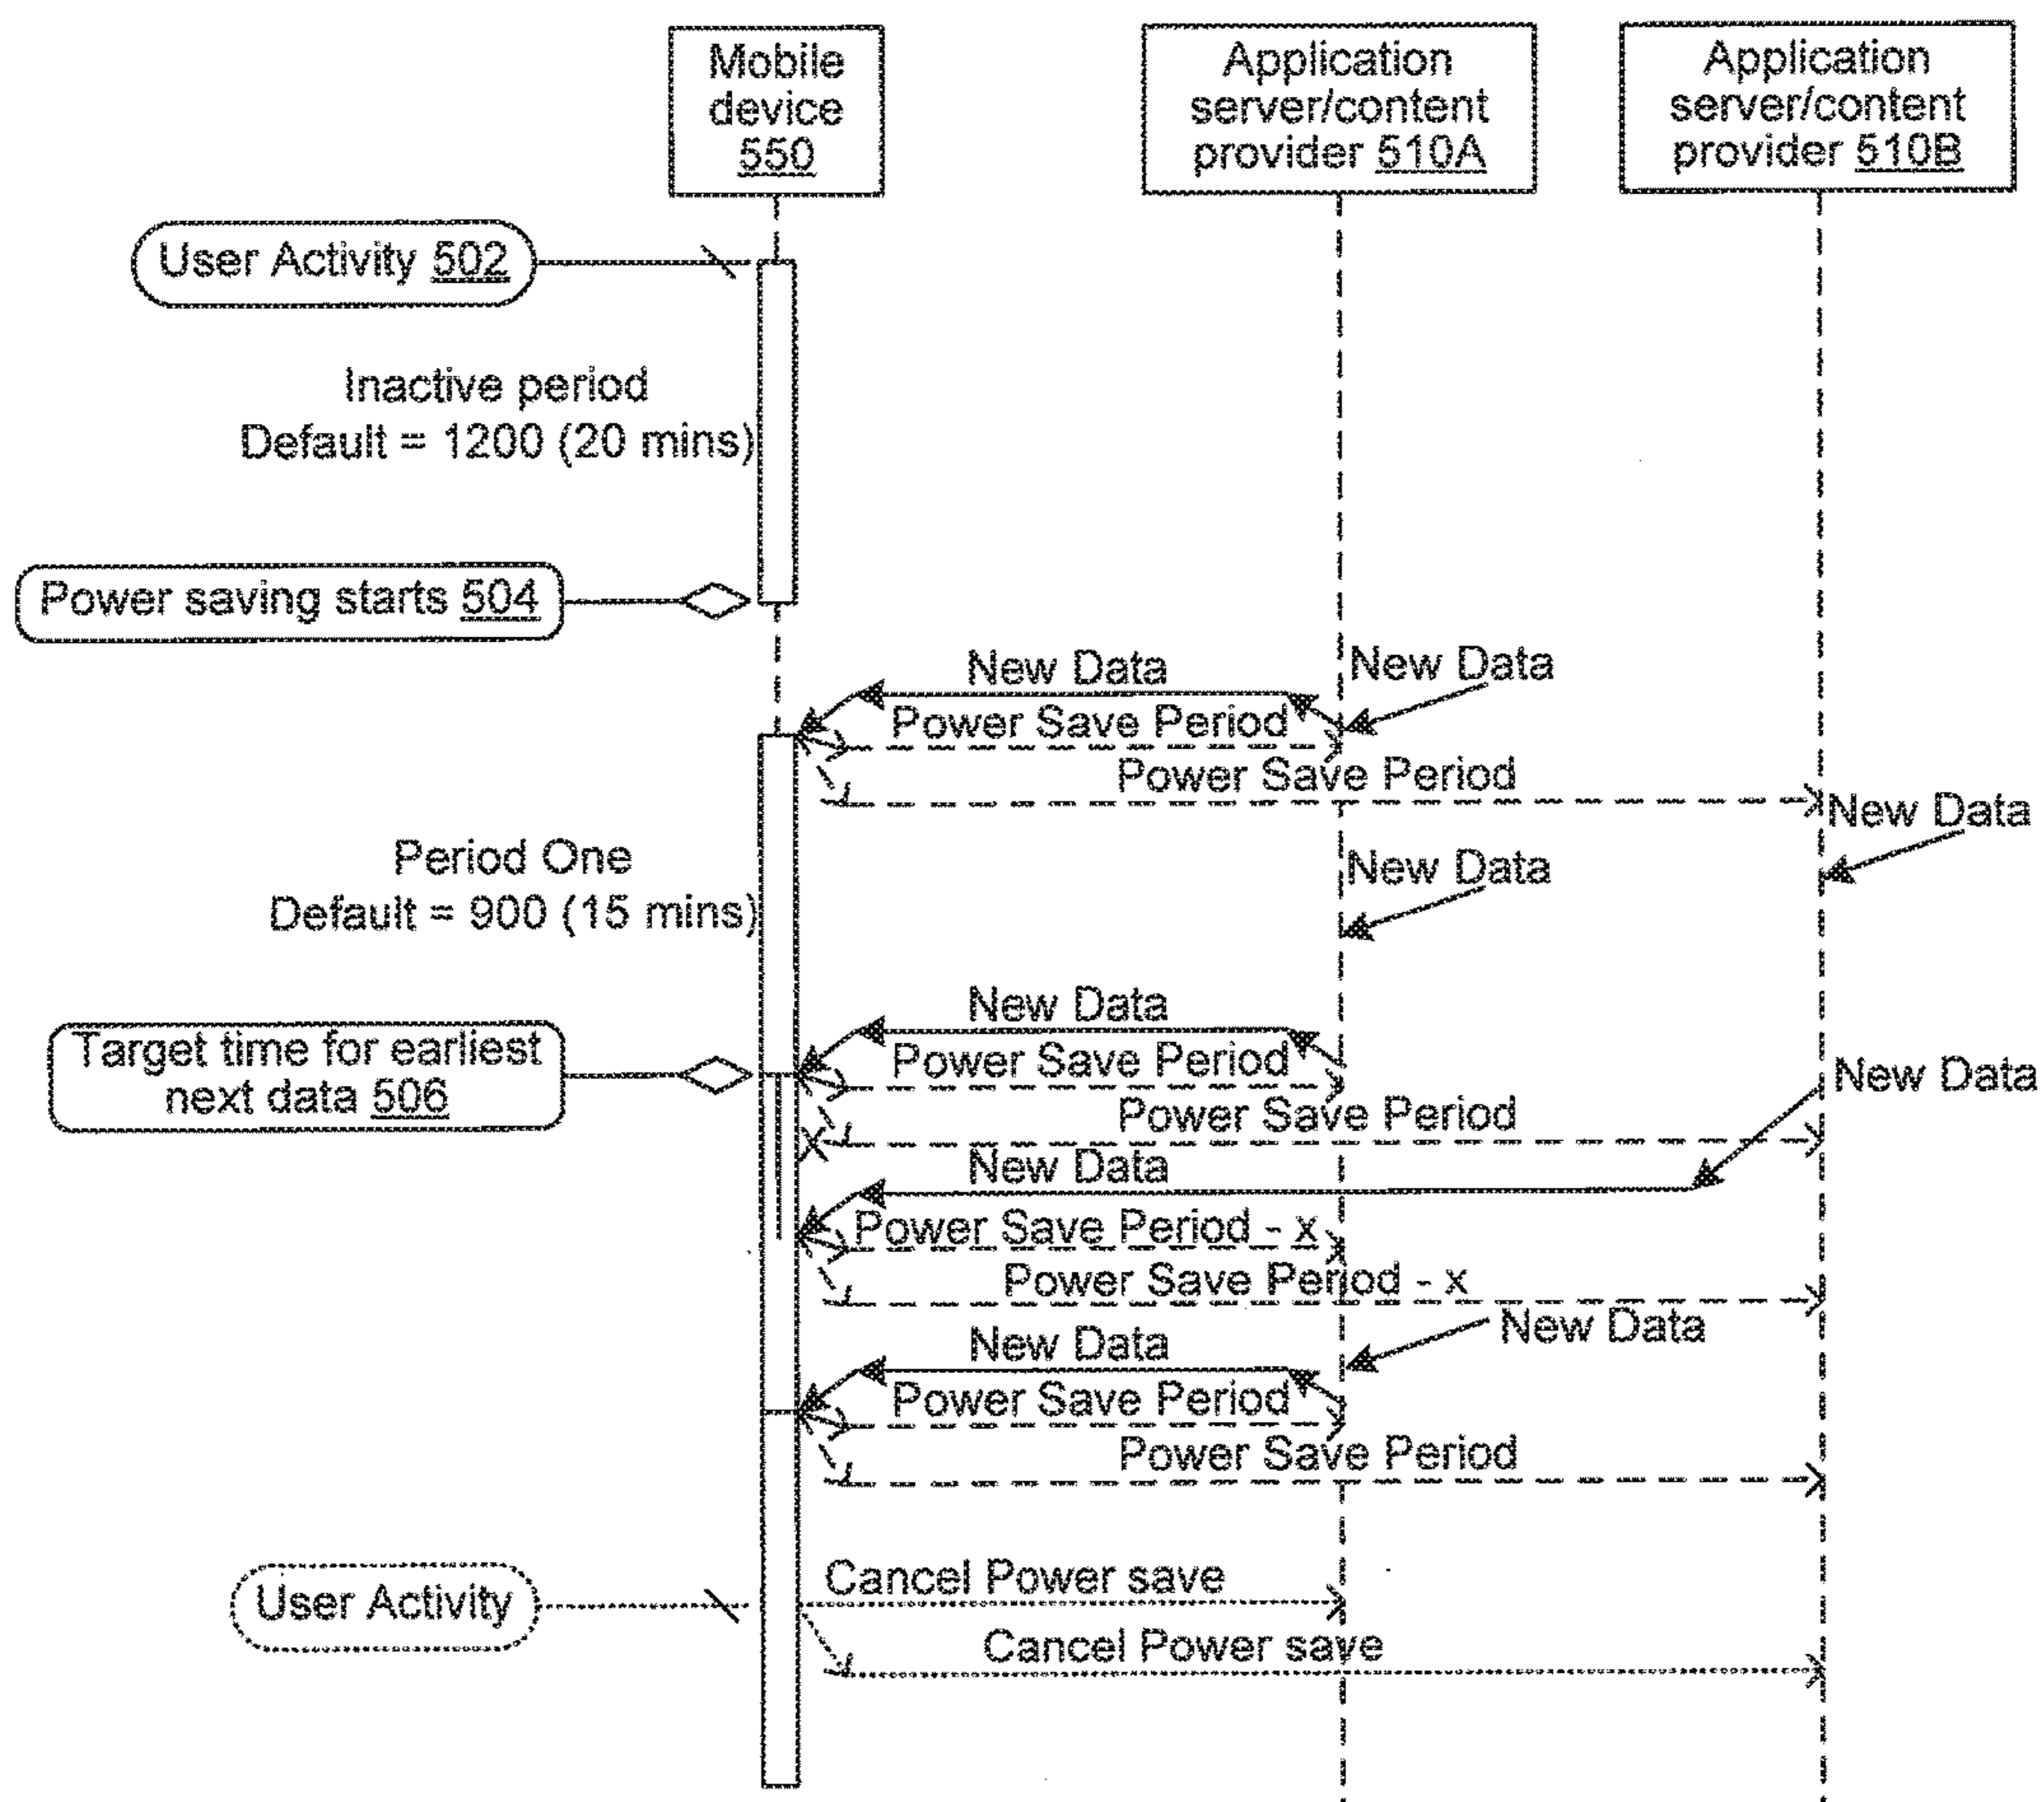 Mobile
device
550
Application
server/content
provider 510A
Application
server/content
provider 510B
User Activity 502
Inactive period
Default = 1200 (20 mins)
Power saving starts 504
New Data
New Data
Power Save Period
Power Save Period
New Data
Period One
Default = 900 (15 mins)
New Data
New Data
Target time for earliest
next data 506
Power Save Period
New Data
Power Save Period
New Data
Power Save Period - x
Power Save Period - x
New Data
New Data
Power Save Period
Power Save Period
User Activity
Cancel Power save
Cancel Power save